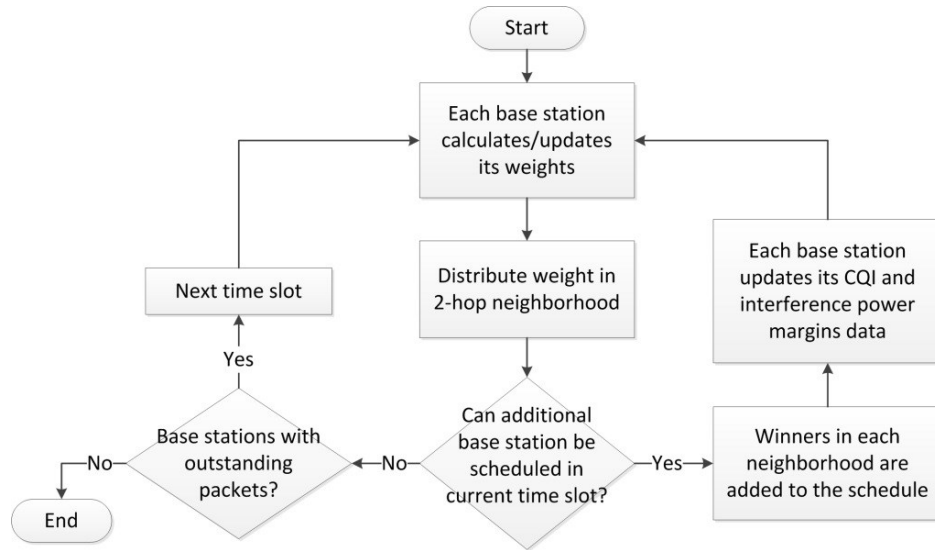 Start
Each base station
calculates/updates
its weights
Distribute weight in
2-hop neighborhood
Can additional
base station be
scheduled in
current time slot?
Yes
Winners in each
neighborhood are
added to the schedule
Each base station
updates its CQI and
interference power
margins data
No
Base stations with
outstanding
packets?
Yes
Next time slot
No
End